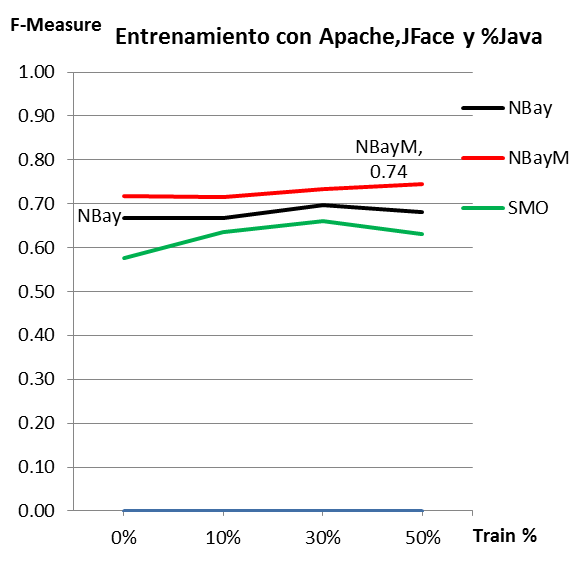 F-Measure
Entrenamiento con Apache,JFace y %Java
1.00
0.90
0.80
0.70
0.60
0.50
0.40
0.30
0.20
0.10
0.00
NBay
NBayM,
0.74
NBay
NBayM
SMO
0%
10%
30%
50%
Train %